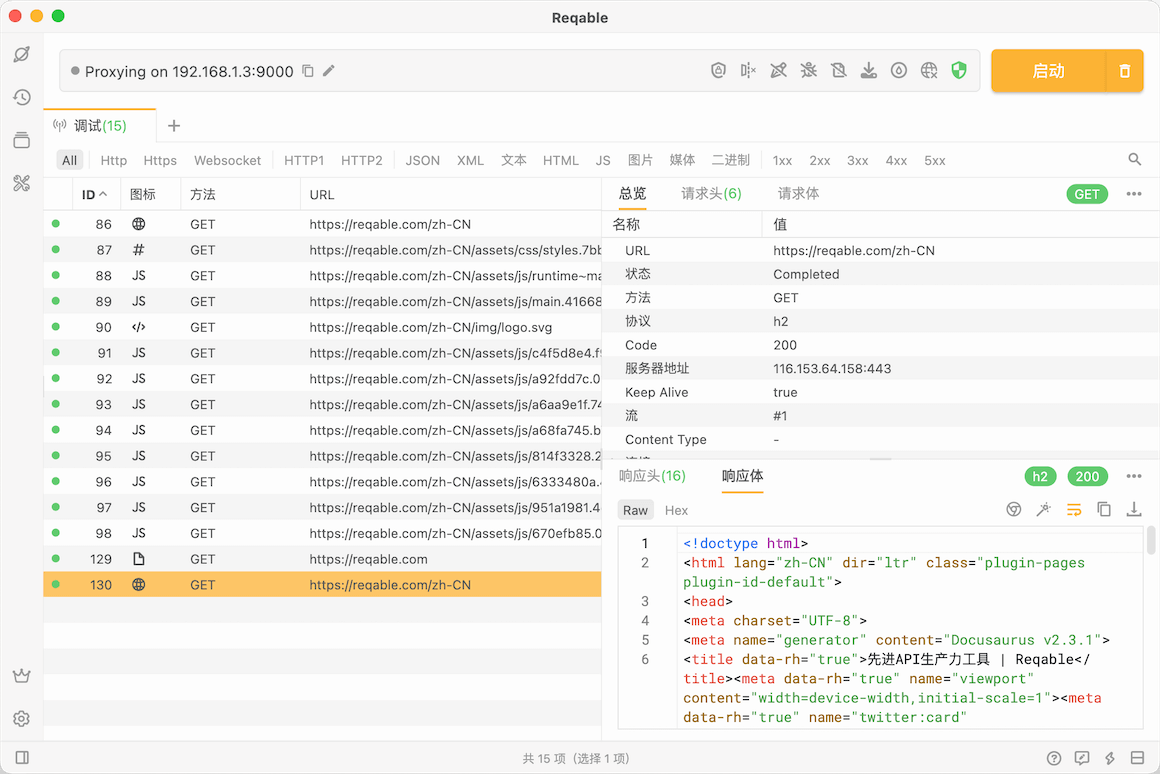 Reqable
Proxying on 192.168.1.3:9000
启动
调试(15)
All Http Https Websocket HTTP1 HTTP2 JSON XML 文本 HTML JS 图片 媒体 二进制 1xx 2xx 3xx 4xx 5xx
ID 图标 方法 URL
86 GET https://reqable.com/zh-CN
87 # GET https://reqable.com/zh-CN/assets/css/styles.7bb
88 JS GET https://reqable.com/zh-CN/assets/js/runtime~ma
89 JS GET https://reqable.com/zh-CN/assets/js/main.41668
90 </> GET https://reqable.com/zh-CN/img/logo.svg
91 JS GET https://reqable.com/zh-CN/assets/js/c4f5d8e4.f
92 JS GET https://reqable.com/zh-CN/assets/js/a92fdd7c.0
93 JS GET https://reqable.com/zh-CN/assets/js/a6aa9e1f.74
94 JS GET https://reqable.com/zh-CN/assets/js/a68fa745.b
95 JS GET https://reqable.com/zh-CN/assets/js/814f3328.2
96 JS GET https://reqable.com/zh-CN/assets/js/6333480a.
97 JS GET https://reqable.com/zh-CN/assets/js/951a1981.4
98 JS GET https://reqable.com/zh-CN/assets/js/670efb85.0
129 GET https://reqable.com
130 GET https://reqable.com/zh-CN
总览 请求头(6) 请求体 GET
名称 值
URL https://reqable.com/zh-CN
状态 Completed
方法 GET
协议 h2
Code 200
服务器地址 116.153.64.158:443
Keep Alive true
流 #1
Content Type -
响应头(16) 响应体 h2 200
Raw Hex
1 <!doctype html>
2 <html lang="zh-CN" dir="ltr" class="plugin-pages
plugin-id-default">
3 <head>
4 <meta charset="UTF-8">
5 <meta name="generator" content="Docusaurus v2.3.1">
6 <title data-rh="true">先进API生产力工具 | Reqable</
title><meta data-rh="true" name="viewport"
content="width=device-width,initial-scale=1"><meta
data-rh="true" name="twitter:card"
共 15 项（选择 1 项）